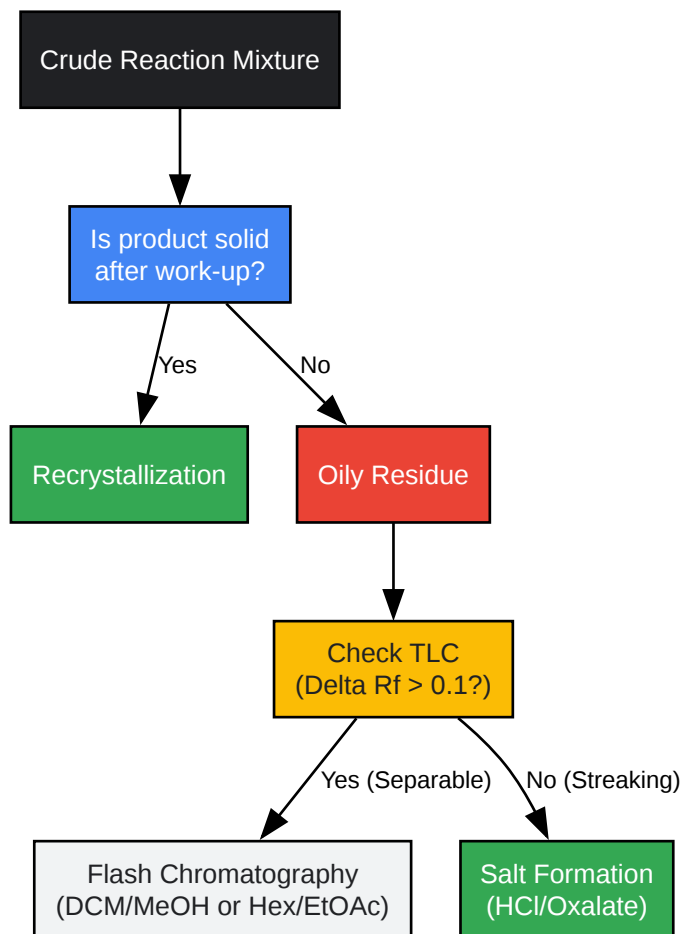 Crude Reaction Mixture
Is product solid
after work-up?
Yes
No
Recrystallization
Oily Residue
Check TLC
(Delta Rf > 0.1?)
Yes (Separable)
No (Streaking)
Flash Chromatography
(DCM/MeOH or Hex/EtOAc)
Salt Formation
(HCl/Oxalate)